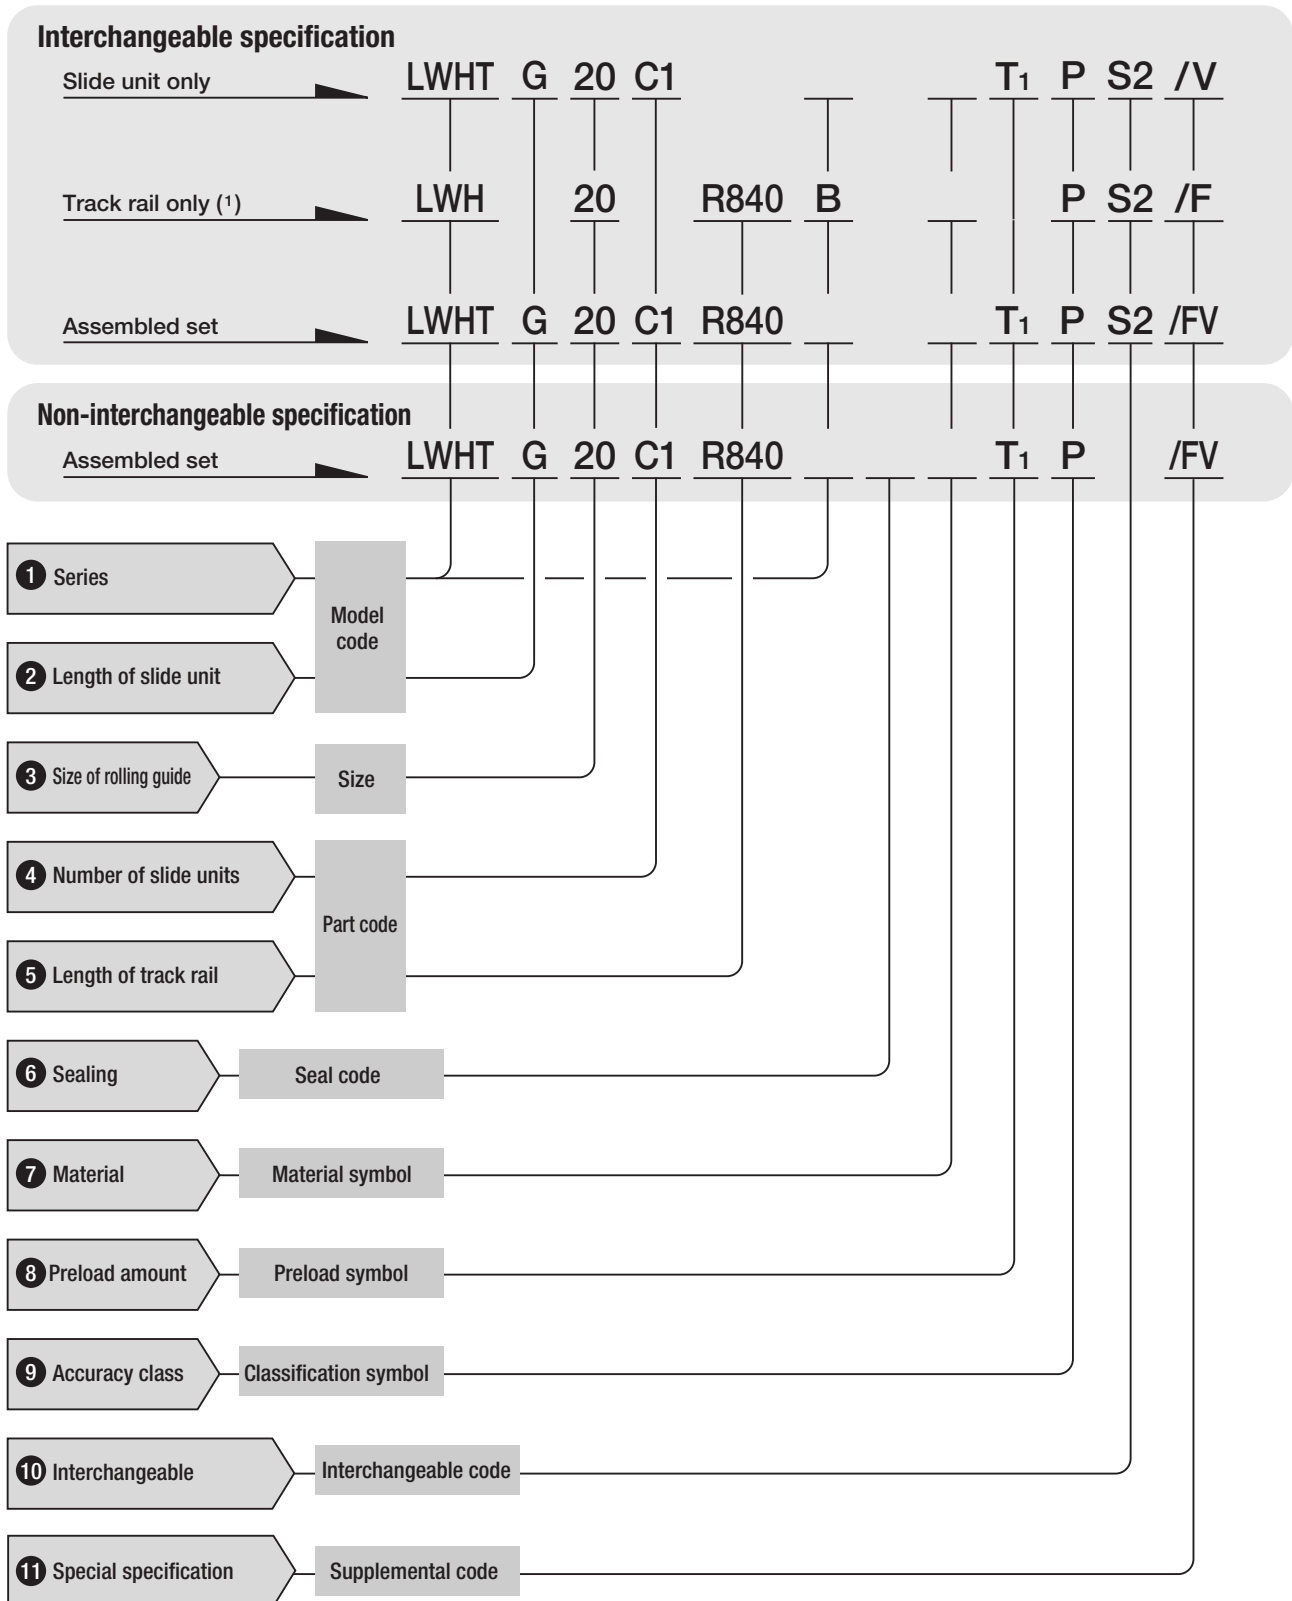 Interchangeable specification
Slide unit only LWHT G 20 C1 T1 P S2 /V
Track rail only (1) LWH 20 R840 B P S2 /F
Assembled set LWHT G 20 C1 R840 T1 P S2 /FV
Non-interchangeable specification
Assembled set LWHT G 20 C1 R840 T1 P /FV
1 Series
Model
code
2 Length of slide unit
3 Size of rolling guide Size
4 Number of slide units
Part code
5 Length of track rail
6 Sealing Seal code
7 Material Material symbol
8 Preload amount Preload symbol
9 Accuracy class Classification symbol
10 Interchangeable Interchangeable code
11 Special specification Supplemental code